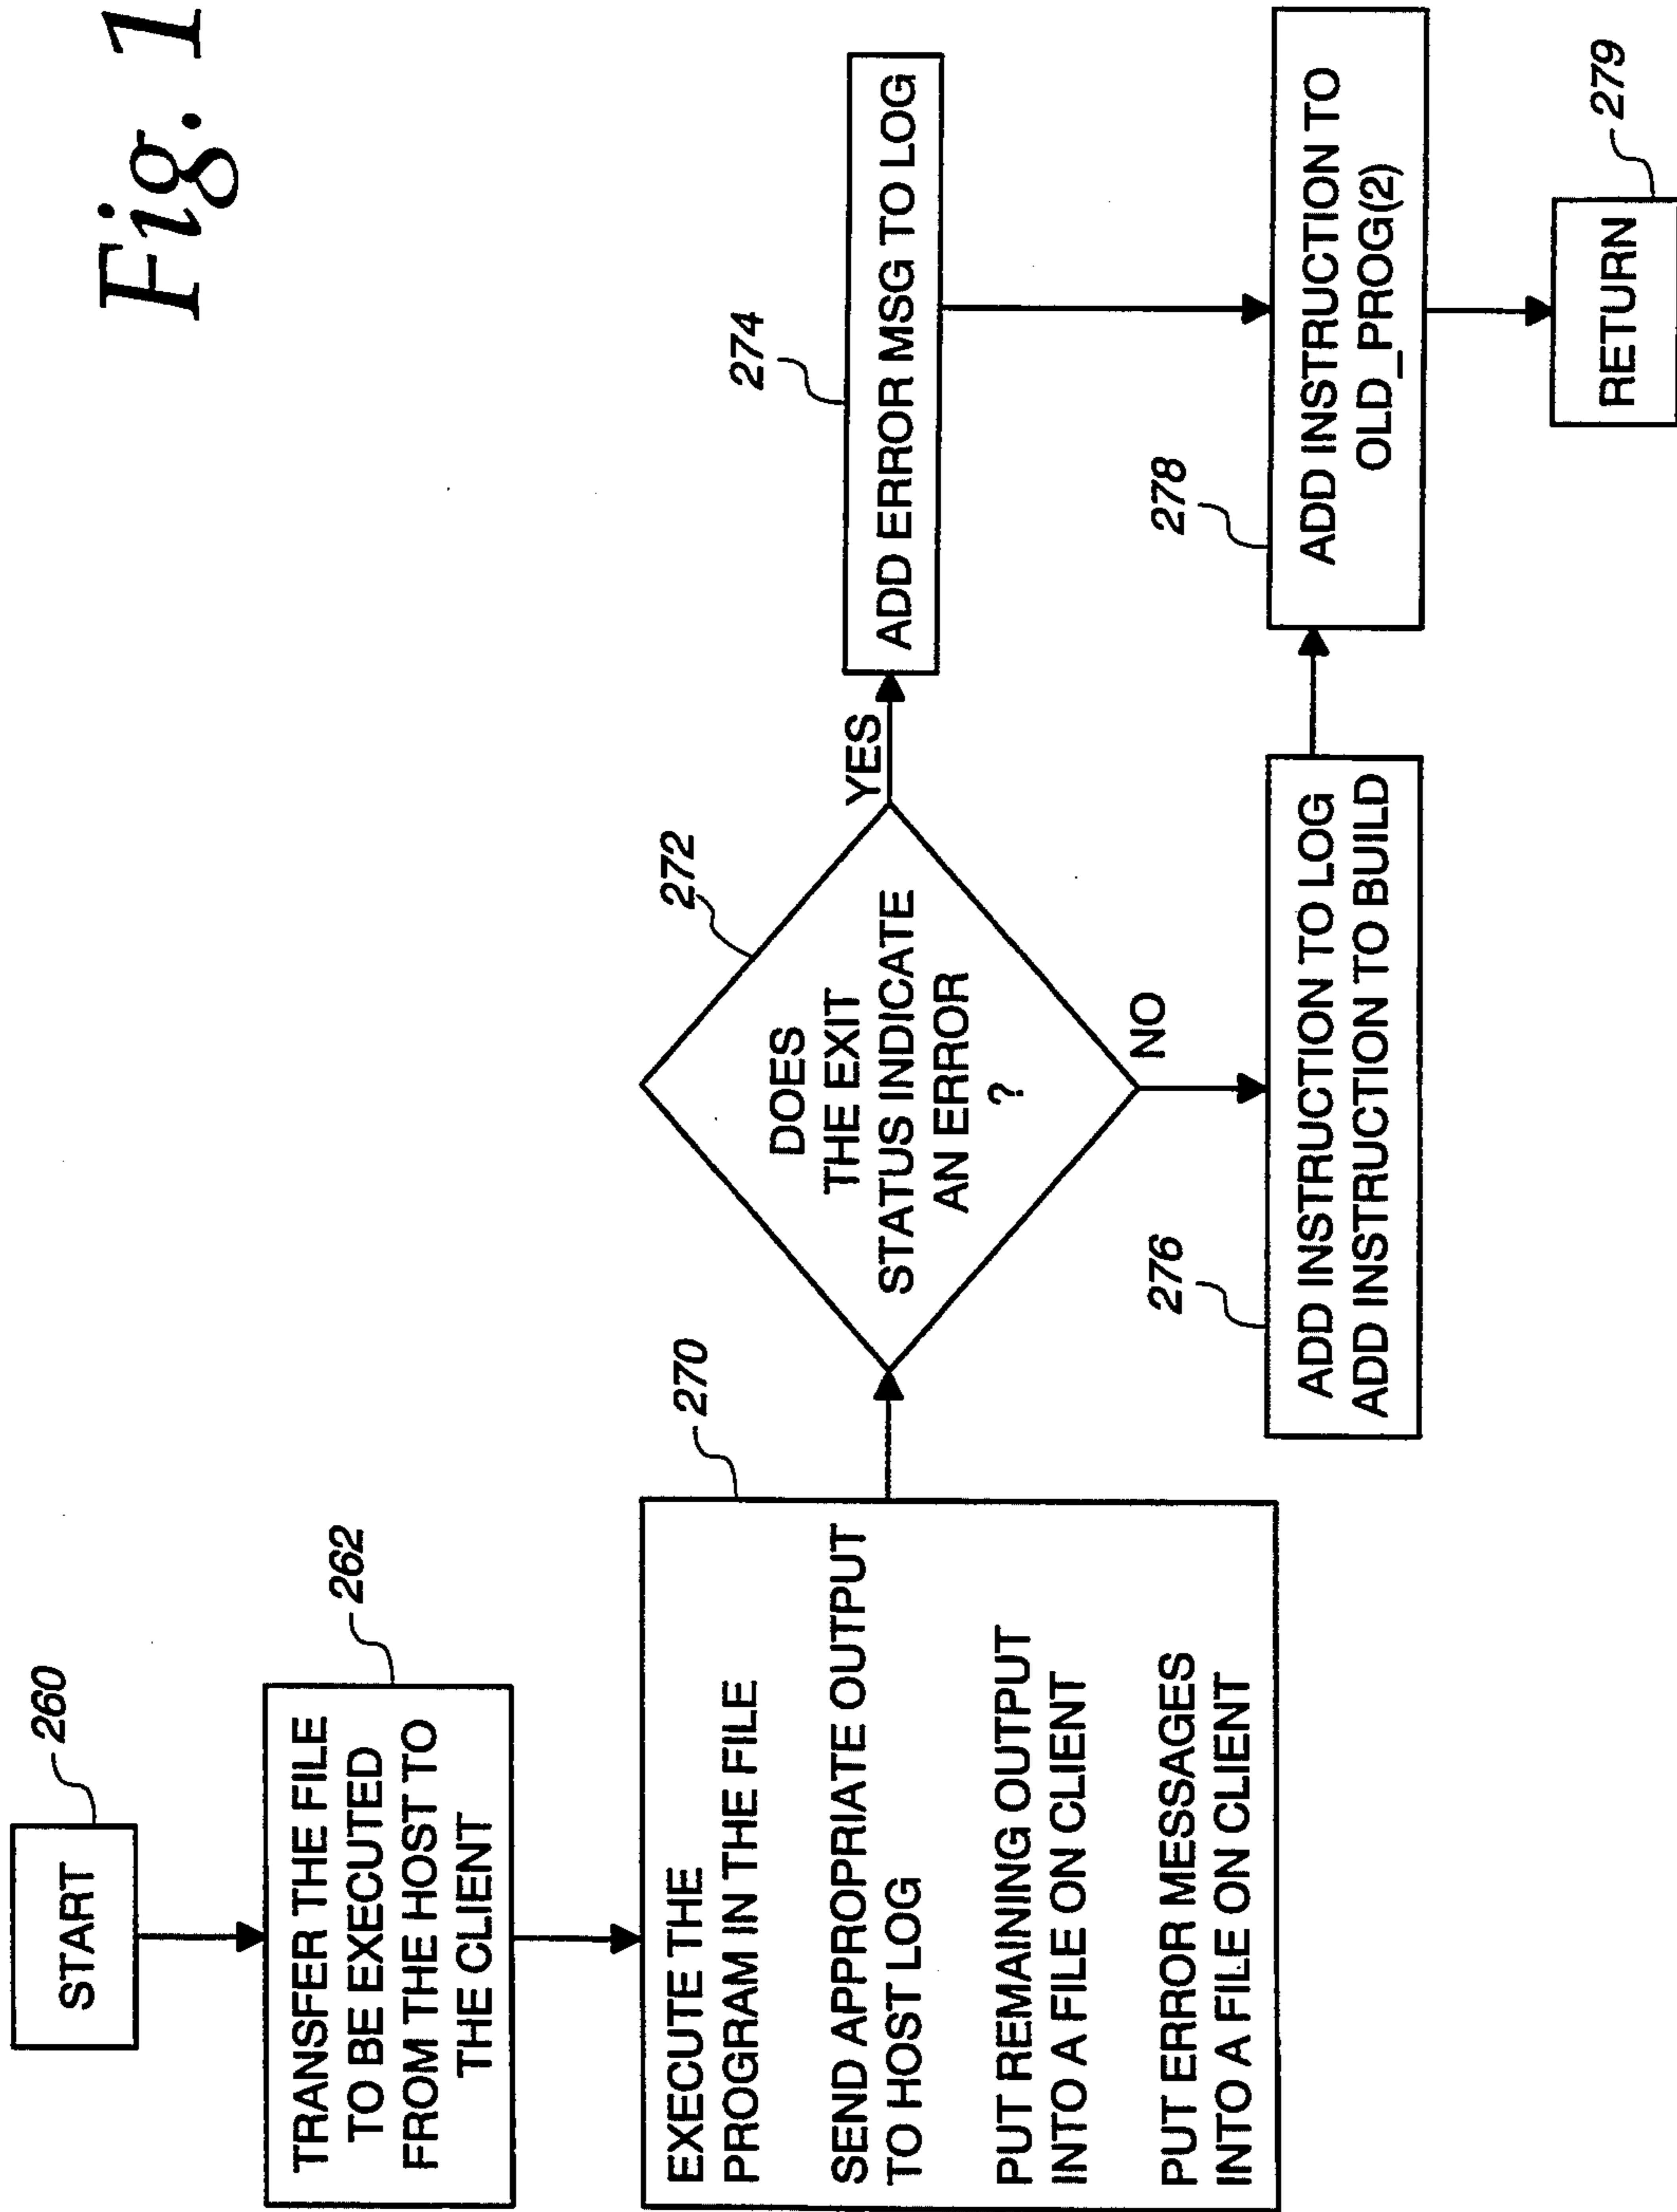 Fig. 1
START
260
TRANSFER THE FILE
TO BE EXECUTED
FROM THE HOST TO
THE CLIENT
262
EXECUTE THE
PROGRAM IN THE FILE
SEND APPROPRIATE OUTPUT
TO HOST LOG
PUT REMAINING OUTPUT
INTO A FILE ON CLIENT
PUT ERROR MESSAGES
INTO A FILE ON CLIENT
270
DOES
THE EXIT
STATUS INDICATE
AN ERROR
?
272
YES
ADD ERROR MSG TO LOG
274
NO
ADD INSTRUCTION TO LOG
ADD INSTRUCTION TO BUILD
276
ADD INSTRUCTION TO
OLD_PROG(2)
278
RETURN
279